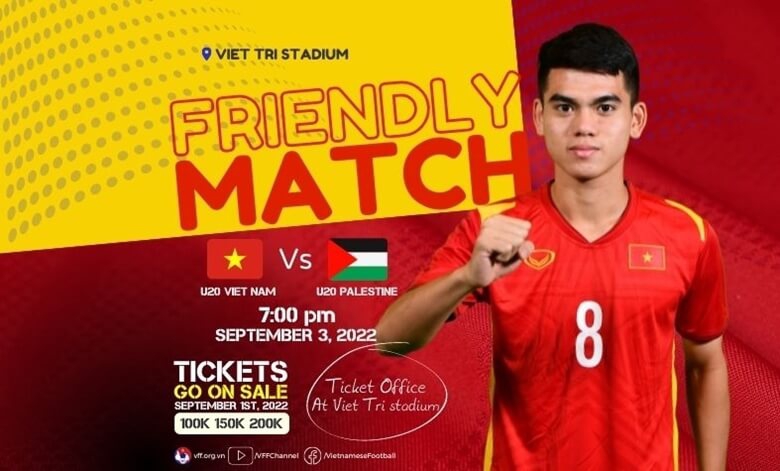 VIET TRI STADIUM
FRIENDLY
MATCH
Vs
U20 VIET NAM
U20 PALESTINE
7:00 pm
SEPTEMBER 3, 2022
TICKETS
GO ON SALE
SEPTEMBER 1ST, 2022
100K 150K 200K
Ticket Office
At Viet Tri stadium
8
vff.org.vn
/VFFChannel
/VietnameseFootball